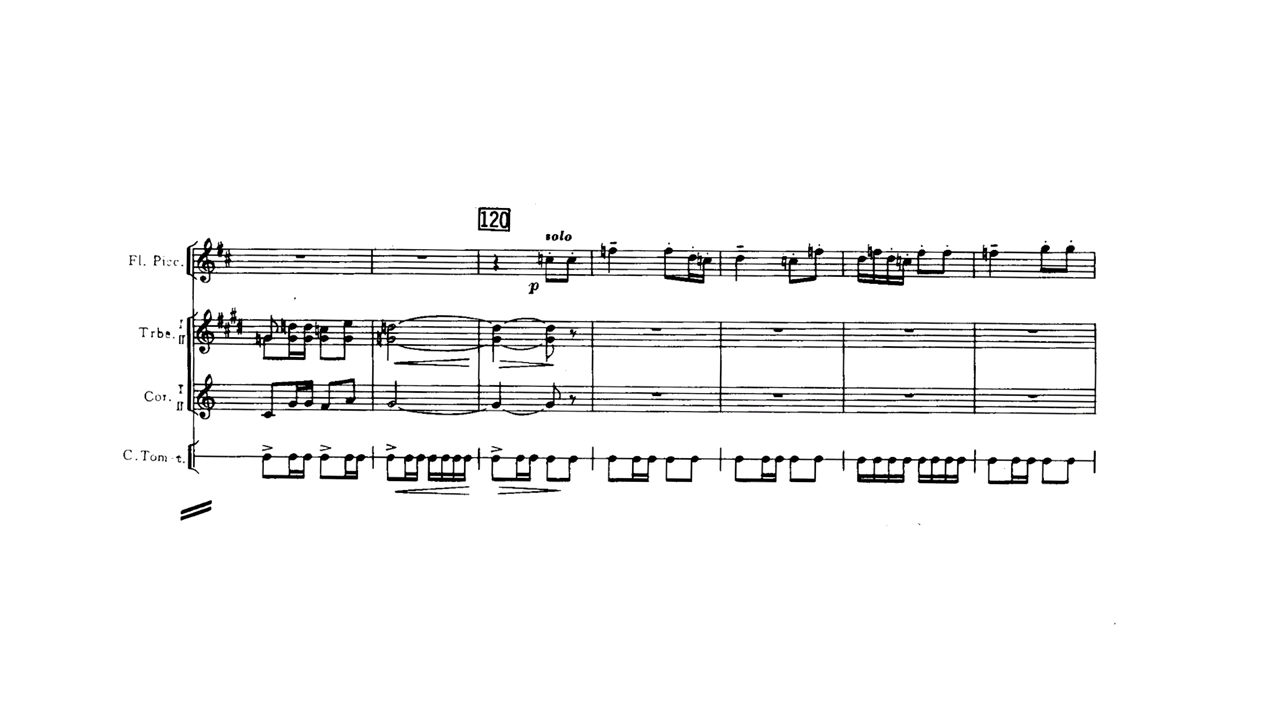 120
solo
Fl. Picc.
p
Trbe. I II
Cor. I II
C. Tom-t.